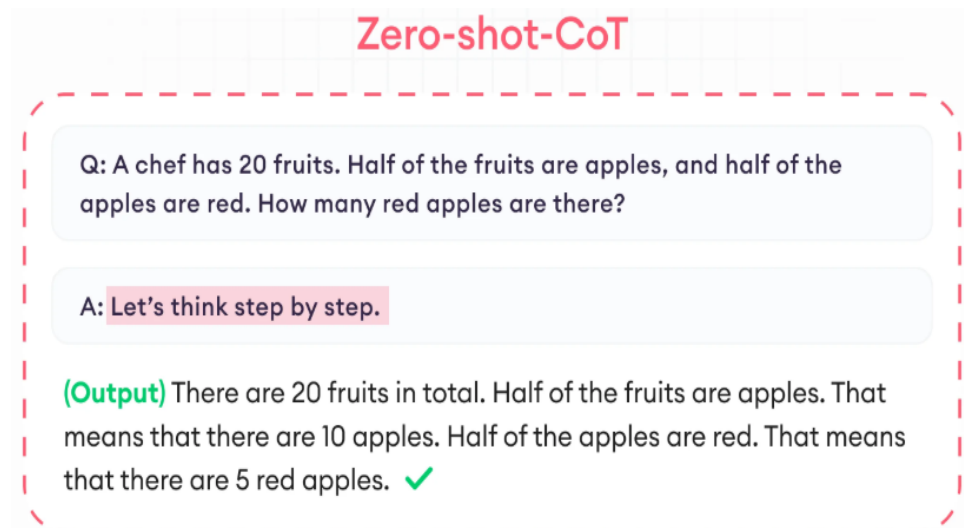 Zero-shot-CoT
Q: A chef has 20 fruits. Half of the fruits are apples, and half of the
apples are red. How many red apples are there?
A: Let’s think step by step.
(Output) There are 20 fruits in total. Half of the fruits are apples. That
means that there are 10 apples. Half of the apples are red. That means
that there are 5 red apples.